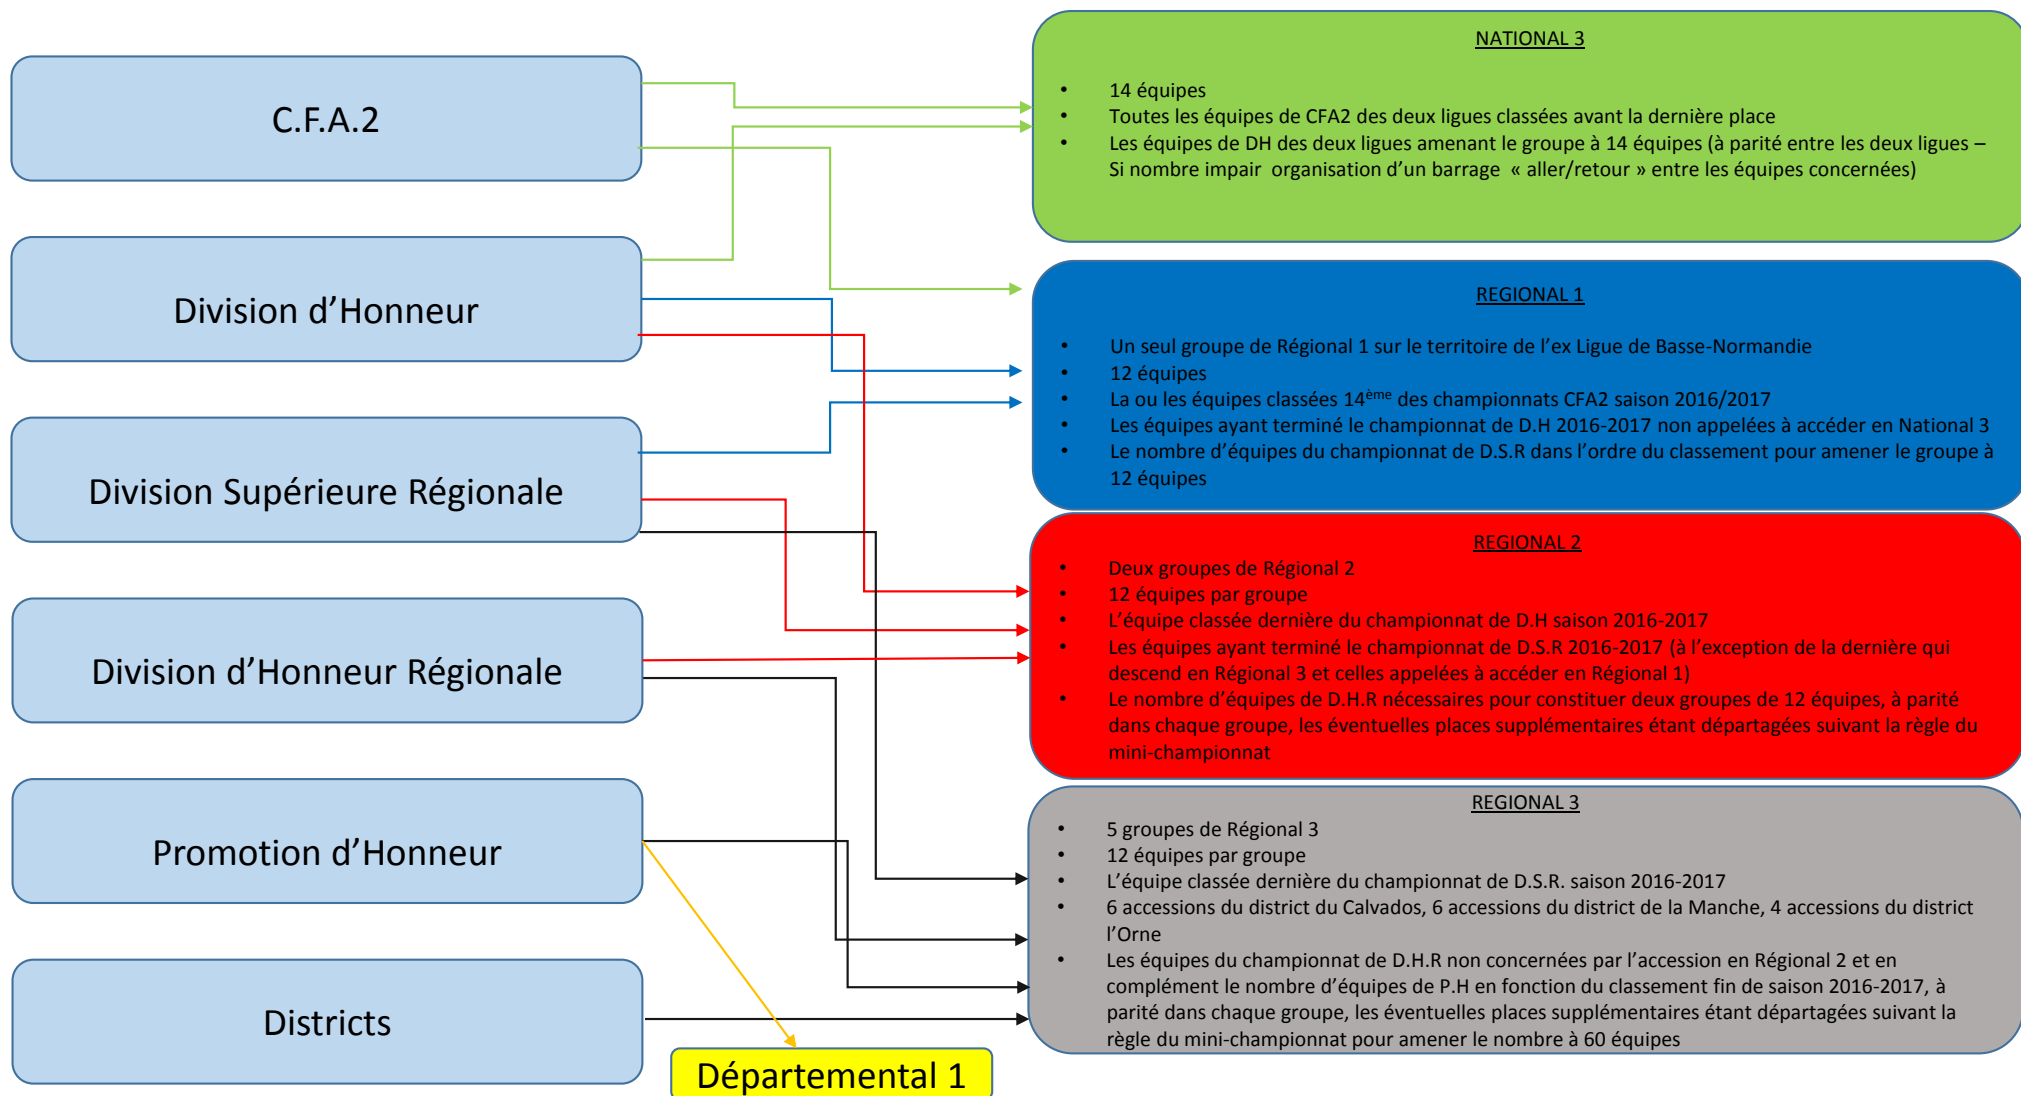 C.F.A.2
Division d’Honneur
Division Supérieure Régionale
Division d’Honneur Régionale
Promotion d’Honneur
Districts
Départemental 1
NATIONAL 3
• 14 équipes
• Toutes les équipes de CFA2 des deux ligues classées avant la dernière place
• Les équipes de DH des deux ligues amenant le groupe à 14 équipes (à parité entre les deux ligues –
Si nombre impair organisation d’un barrage « aller/retour » entre les équipes concernées)
REGIONAL 1
• Un seul groupe de Régional 1 sur le territoire de l’ex Ligue de Basse-Normandie
• 12 équipes
• La ou les équipes classées 14ème des championnats CFA2 saison 2016/2017
• Les équipes ayant terminé le championnat de D.H 2016-2017 non appelées à accéder en National 3
• Le nombre d’équipes du championnat de D.S.R dans l’ordre du classement pour amener le groupe à
12 équipes
REGIONAL 2
• Deux groupes de Régional 2
• 12 équipes par groupe
• L’équipe classée dernière du championnat de D.H saison 2016-2017
• Les équipes ayant terminé le championnat de D.S.R 2016-2017 (à l’exception de la dernière qui
descend en Régional 3 et celles appelées à accéder en Régional 1)
• Le nombre d’équipes de D.H.R nécessaires pour constituer deux groupes de 12 équipes, à parité
dans chaque groupe, les éventuelles places supplémentaires étant départagées suivant la règle du
mini-championnat
REGIONAL 3
• 5 groupes de Régional 3
• 12 équipes par groupe
• L’équipe classée dernière du championnat de D.S.R. saison 2016-2017
• 6 accessions du district du Calvados, 6 accessions du district de la Manche, 4 accessions du district
l’Orne
• Les équipes du championnat de D.H.R non concernées par l’accession en Régional 2 et en
complément le nombre d’équipes de P.H en fonction du classement fin de saison 2016-2017, à
parité dans chaque groupe, les éventuelles places supplémentaires étant départagées suivant la
règle du mini-championnat pour amener le nombre à 60 équipes